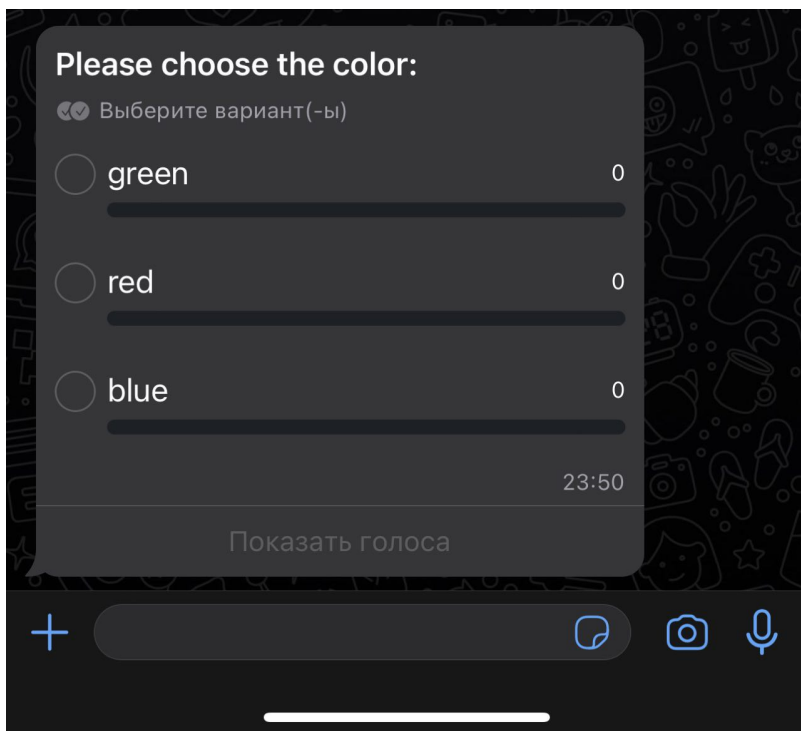 Please choose the color:
Выберите вариант(-ы)
green 0
red 0
blue 0
23:50
Показать голоса